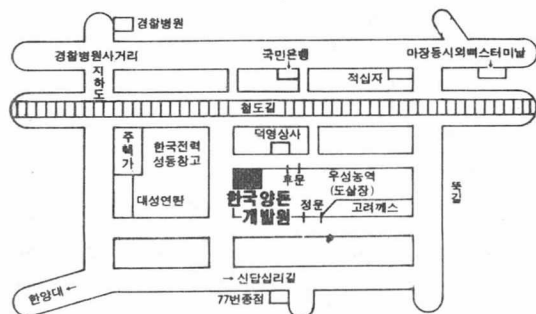 경찰병원
경찰병원사거리
국민은행
마장동시외뻐스터미날
지하도
적십자
철도길
주택가
한국전력
성동창고
덕영상사
후문
우성농역
(도살장)
대성연탄
한국양돈
개발원
정문
고려께스
뚝길
→ 신답십리길
한양대 ←
77번종점